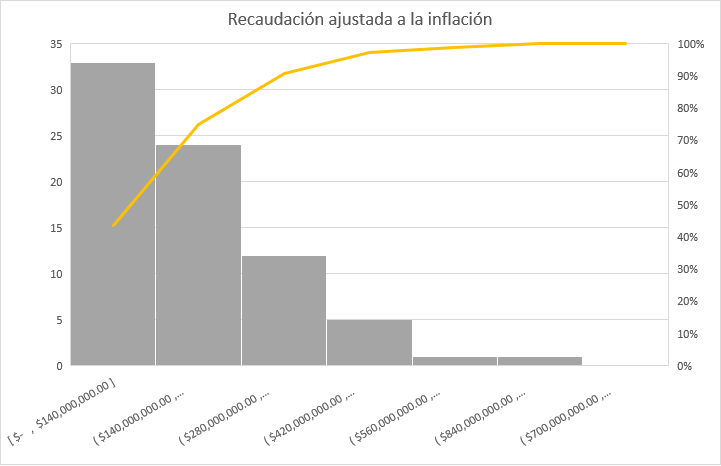 Recaudación ajustada a la inflación
35
30
25
20
15
10
5
0
100%
90%
80%
70%
60%
50%
40%
30%
20%
10%
0%
[ $- , $140,000,000.00 ]
( $140,000,000.00 ,...
( $280,000,000.00 ,...
( $420,000,000.00 ,...
( $560,000,000.00 ,...
( $840,000,000.00 ,...
( $700,000,000.00 ,...